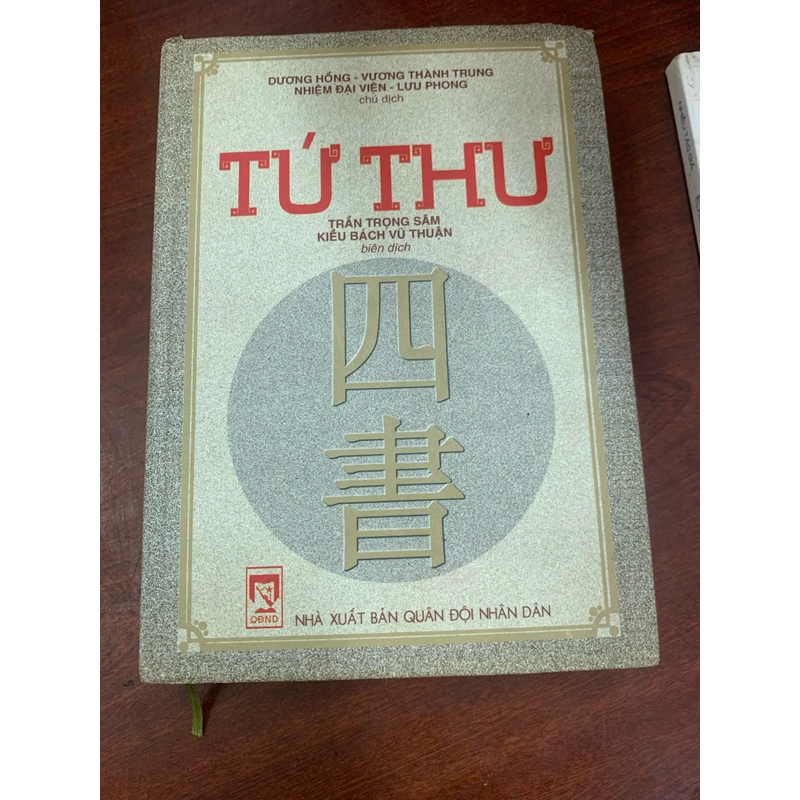 DƯƠNG HỒNG - VƯƠNG THÀNH TRUNG
NHIỆM ĐẠI VIỆN - LƯU PHONG
chú dịch
TỨ THƯ
TRẦN TRỌNG SÂM
KIỀU BÁCH VŨ THUẬN
biên dịch
四
書
QĐND
NHÀ XUẤT BẢN QUÂN ĐỘI NHÂN DÂN